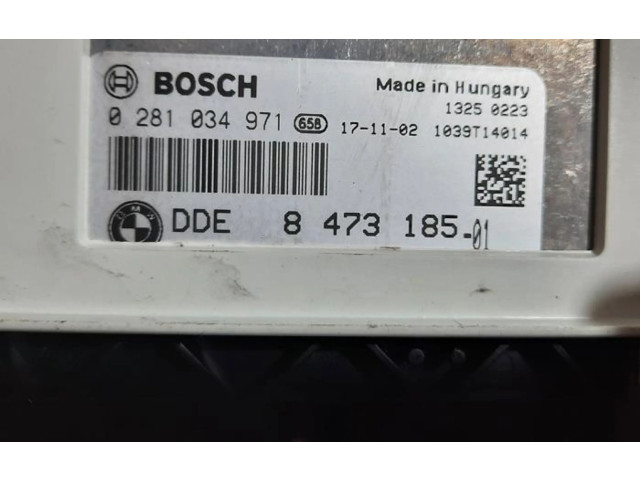 BOSCH
Made in Hungary
1325 0223
0 281 034 971 658 17-11-02 1039T14014
DDE 8 473 185-01